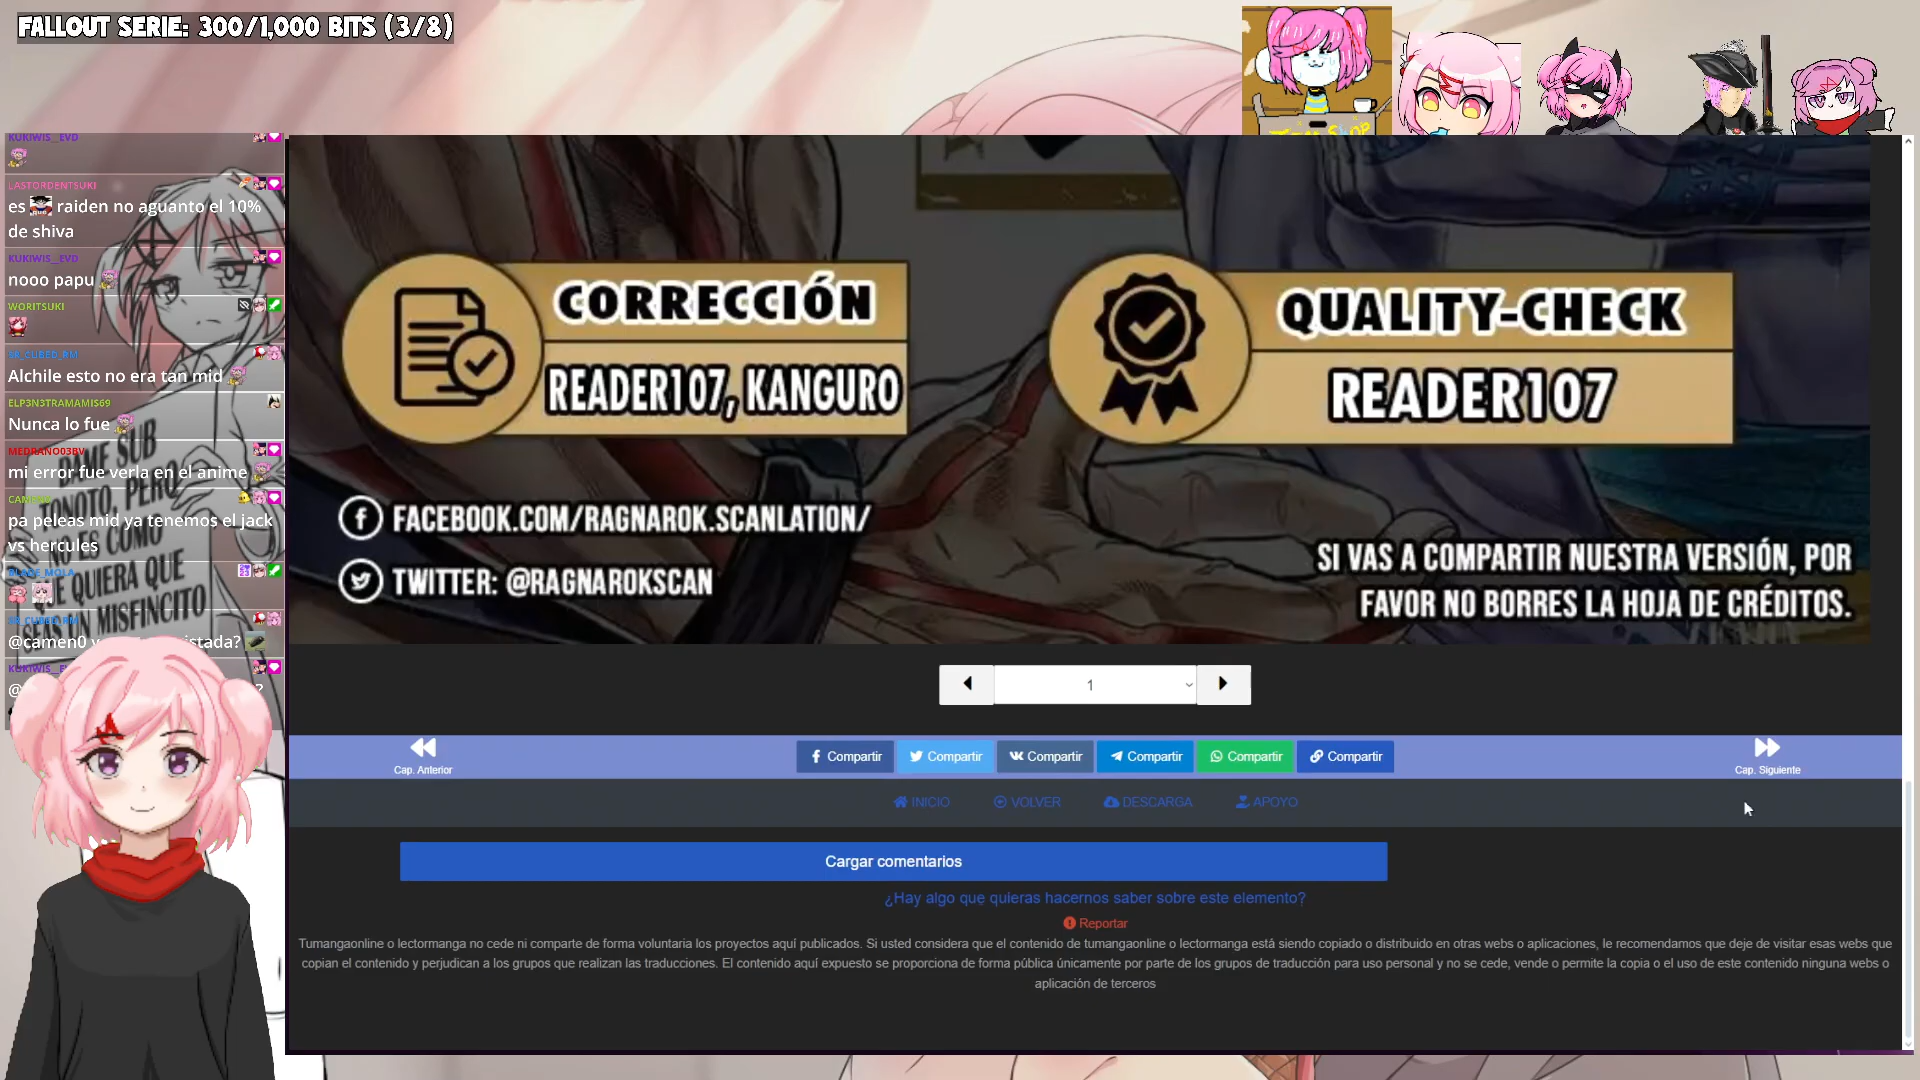 FALLOUT SERIE: 300/1,000 BITS (3/8)
KUKIWIS_EVD
LASTORDENTSUKI
es raiden no aguanto el 10%
de shiva
KUKIWIS_EVD
nooo papu
WORITSUKI
SR_CUBED_RM
Alchile esto no era tan mid
ELP3N3TRAMAMIS69
Nunca lo fue
MEDRANO03BV
mi error fue verla en el anime
pa peleas mid ya tenemos el jack
vs hercules
SR_CUBED_RM
@camen0
KUKIWIS_EVD
CORRECCIÓN
READER107, KANGURO
QUALITY-CHECK
READER107
FACEBOOK.COM/RAGNAROK.SCANLATION/
TWITTER: @RAGNAROKSCAN
SI VAS A COMPARTIR NUESTRA VERSIÓN, POR
FAVOR NO BORRES LA HOJA DE CRÉDITOS.
1
Cap. Anterior
Compartir Compartir Compartir Compartir Compartir Compartir
Cap. Siguiente
INICIO VOLVER DESCARGA APOYO
Cargar comentarios
¿Hay algo que quieras hacernos saber sobre este elemento?
Reportar
Tumangaonline o lectormanga no cede ni comparte de forma voluntaria los proyectos aquí publicados. Si usted considera que el contenido de tumangaonline o lectormanga está siendo copiado o distribuido en otras webs o aplicaciones, le recomendamos que deje de visitar esas webs que
copian el contenido y perjudican a los grupos que realizan las traducciones. El contenido aquí expuesto se proporciona de forma pública únicamente por parte de los grupos de traducción para uso personal y no se cede, vende o permite la copia o el uso de este contenido ninguna webs o
aplicación de terceros